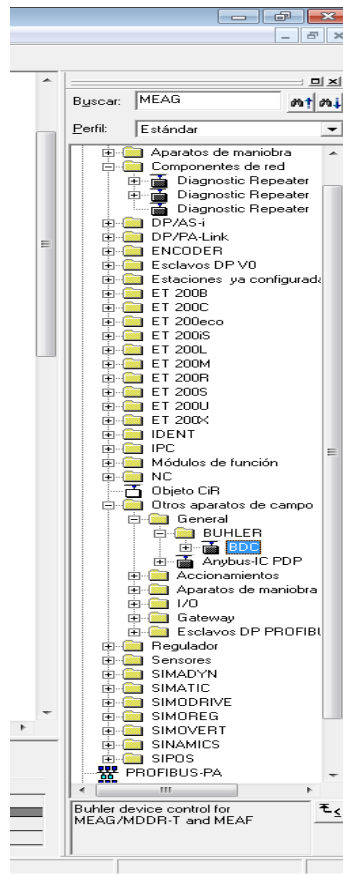 Buscar: MEAG
Perfil: Estándar
Aparatos de maniobra
Componentes de red
Diagnostic Repeater
Diagnostic Repeater
Diagnostic Repeater
DP/AS-i
DP/PA-Link
ENCODER
Esclavos DP V0
Estaciones ya configurada
ET 200B
ET 200C
ET 200eco
ET 200iS
ET 200L
ET 200M
ET 200R
ET 200S
ET 200U
ET 200X
IDENT
IPC
Módulos de función
NC
Objeto CiR
Otros aparatos de campo
General
BUHLER
BDC
Anybus-IC PDP
Accionamientos
Aparatos de maniobra
I/O
Gateway
Esclavos DP PROFIBU
Regulador
Sensores
SIMADYN
SIMATIC
SIMODRIVE
SIMOREG
SIMOVERT
SINAMICS
SIPOS
PROFIBUS-PA
Buhler device control for
MEAG/MDDR-T and MEAF